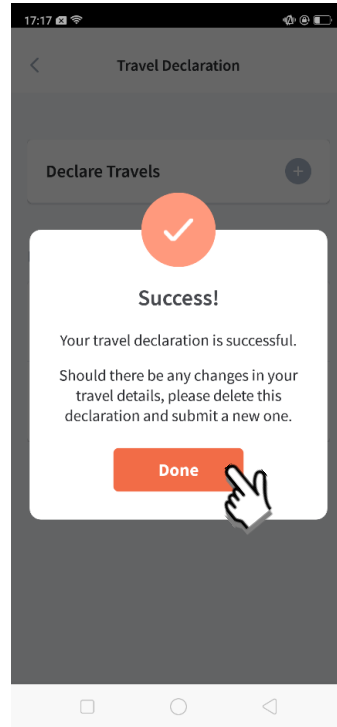 17:17
Travel Declaration
Declare Travels
Success!
Your travel declaration is successful.
Should there be any changes in your
travel details, please delete this
declaration and submit a new one.
Done